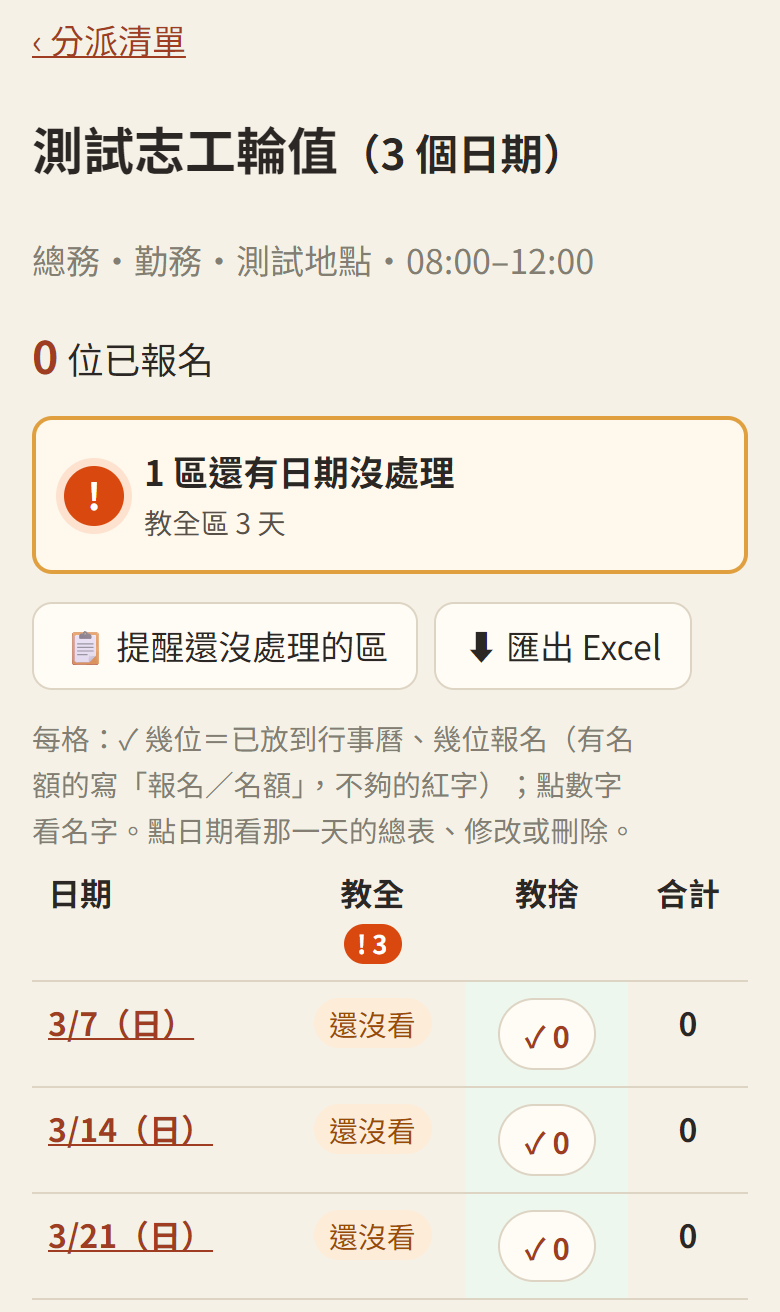 ‹ 分派清單
測試志工輪值（3 個日期）
總務・勤務・測試地點・08:00–12:00
0 位已報名
! 1 區還有日期沒處理
教全區 3 天
📋 提醒還沒處理的區 ⬇ 匯出 Excel
每格：✓ 幾位＝已放到行事曆、幾位報名（有名
額的寫「報名／名額」，不夠的紅字）；點數字
看名字。點日期看那一天的總表、修改或刪除。
日期 教全 教捨 合計
! 3
3/7（日） 還沒看 ✓ 0 0
3/14（日） 還沒看 ✓ 0 0
3/21（日） 還沒看 ✓ 0 0